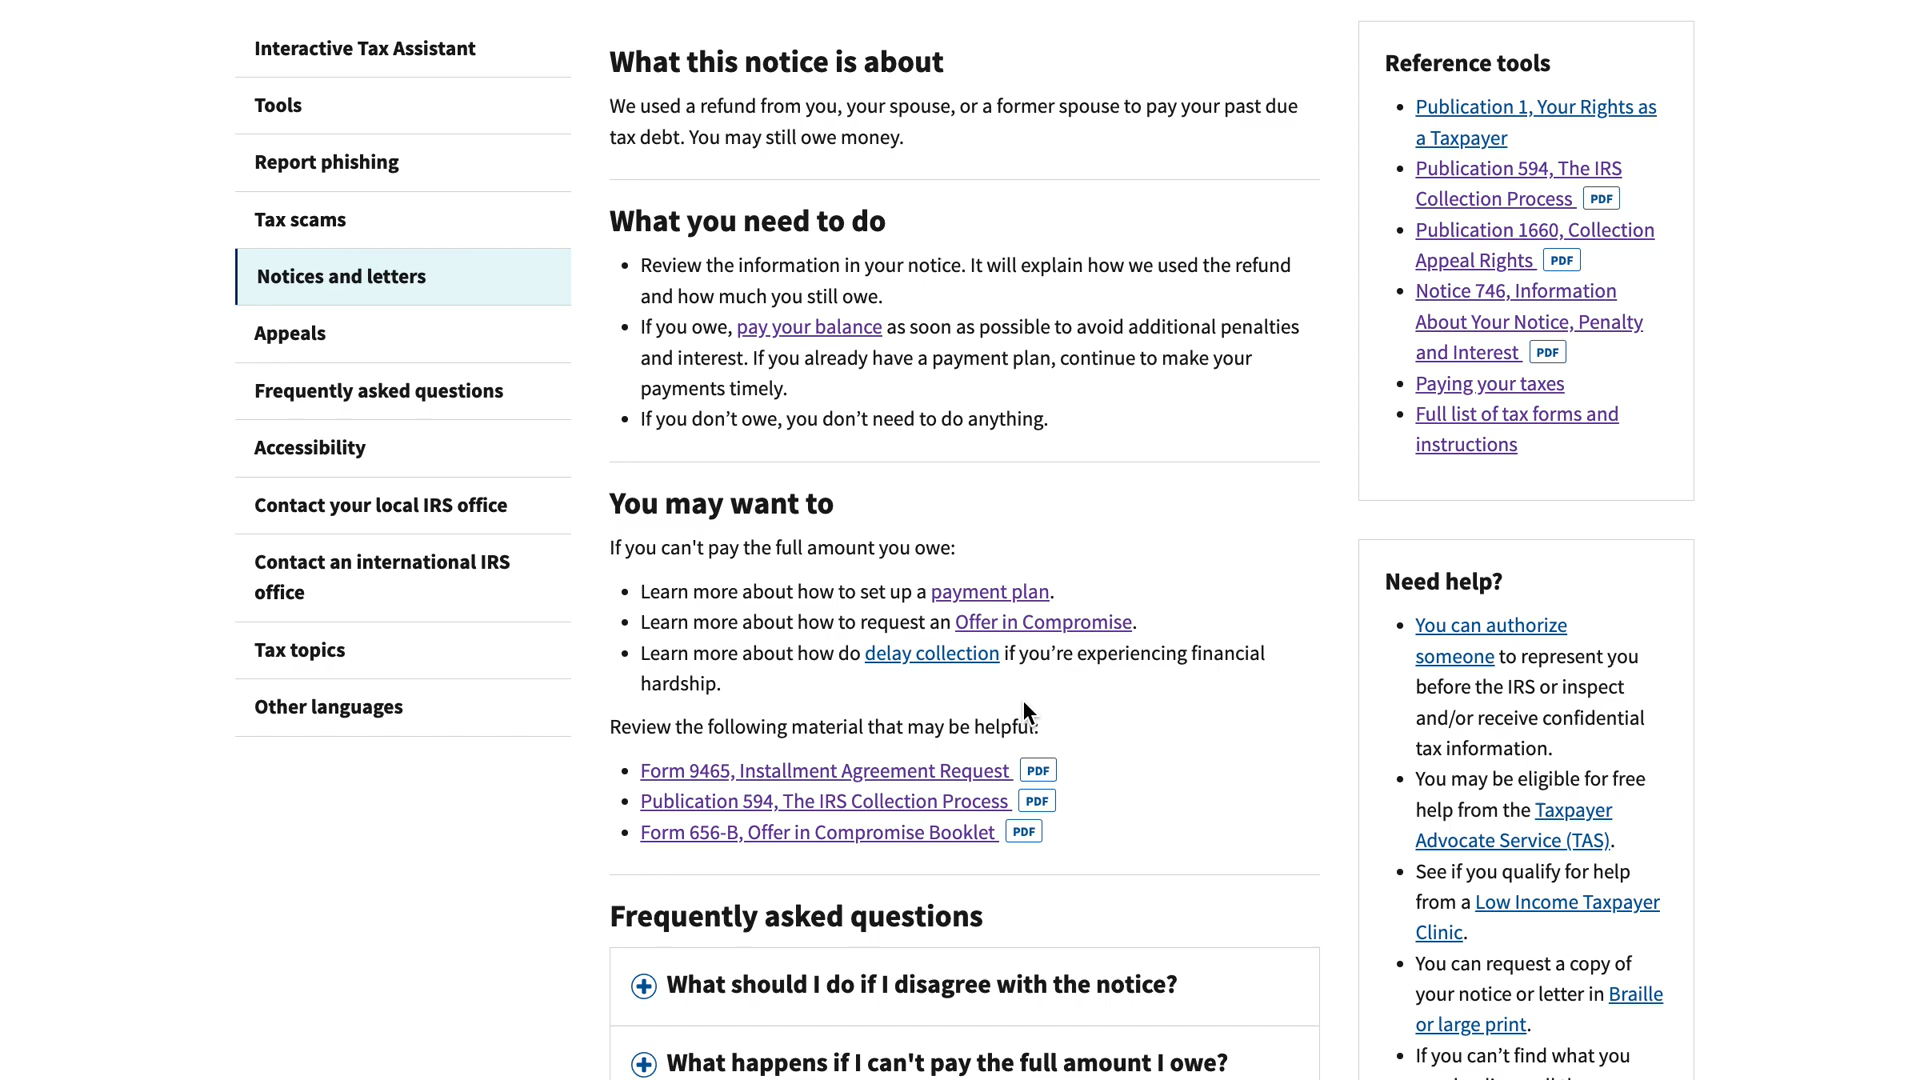 Interactive Tax Assistant
Tools
Report phishing
Tax scams
Notices and letters
Appeals
Frequently asked questions
Accessibility
Contact your local IRS office
Contact an international IRS
office
Tax topics
Other languages
What this notice is about
We used a refund from you, your spouse, or a former spouse to pay your past due
tax debt. You may still owe money.
What you need to do
• Review the information in your notice. It will explain how we used the refund
and how much you still owe.
• If you owe, pay your balance as soon as possible to avoid additional penalties
and interest. If you already have a payment plan, continue to make your
payments timely.
• If you don’t owe, you don’t need to do anything.
You may want to
If you can't pay the full amount you owe:
• Learn more about how to set up a payment plan.
• Learn more about how to request an Offer in Compromise.
• Learn more about how do delay collection if you’re experiencing financial
hardship.
Review the following material that may be helpful:
• Form 9465, Installment Agreement Request PDF
• Publication 594, The IRS Collection Process PDF
• Form 656-B, Offer in Compromise Booklet PDF
Frequently asked questions
What should I do if I disagree with the notice?
What happens if I can't pay the full amount I owe?
Reference tools
• Publication 1, Your Rights as
a Taxpayer
• Publication 594, The IRS
Collection Process PDF
• Publication 1660, Collection
Appeal Rights PDF
• Notice 746, Information
About Your Notice, Penalty
and Interest PDF
• Paying your taxes
• Full list of tax forms and
instructions
Need help?
• You can authorize
someone to represent you
before the IRS or inspect
and/or receive confidential
tax information.
• You may be eligible for free
help from the Taxpayer
Advocate Service (TAS).
• See if you qualify for help
from a Low Income Taxpayer
Clinic.
• You can request a copy of
your notice or letter in Braille
or large print.
• If you can’t find what you